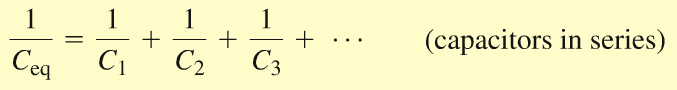 1/C_eq = 1/C_1 + 1/C_2 + 1/C_3 + ··· (capacitors in series)